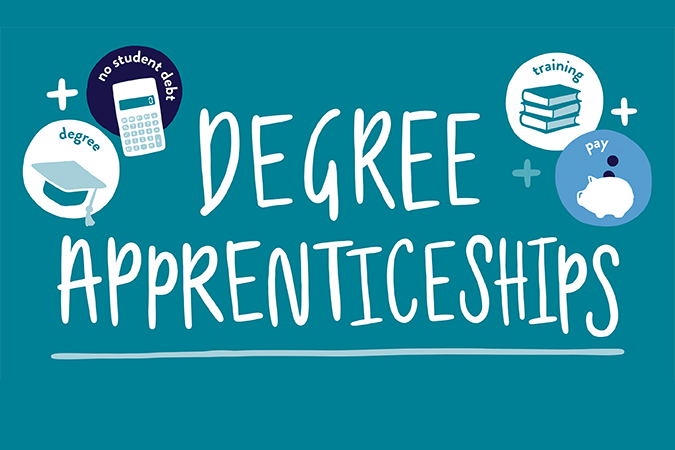 no student debt
degree
training
pay
DEGREE
APPRENTICESHIPS